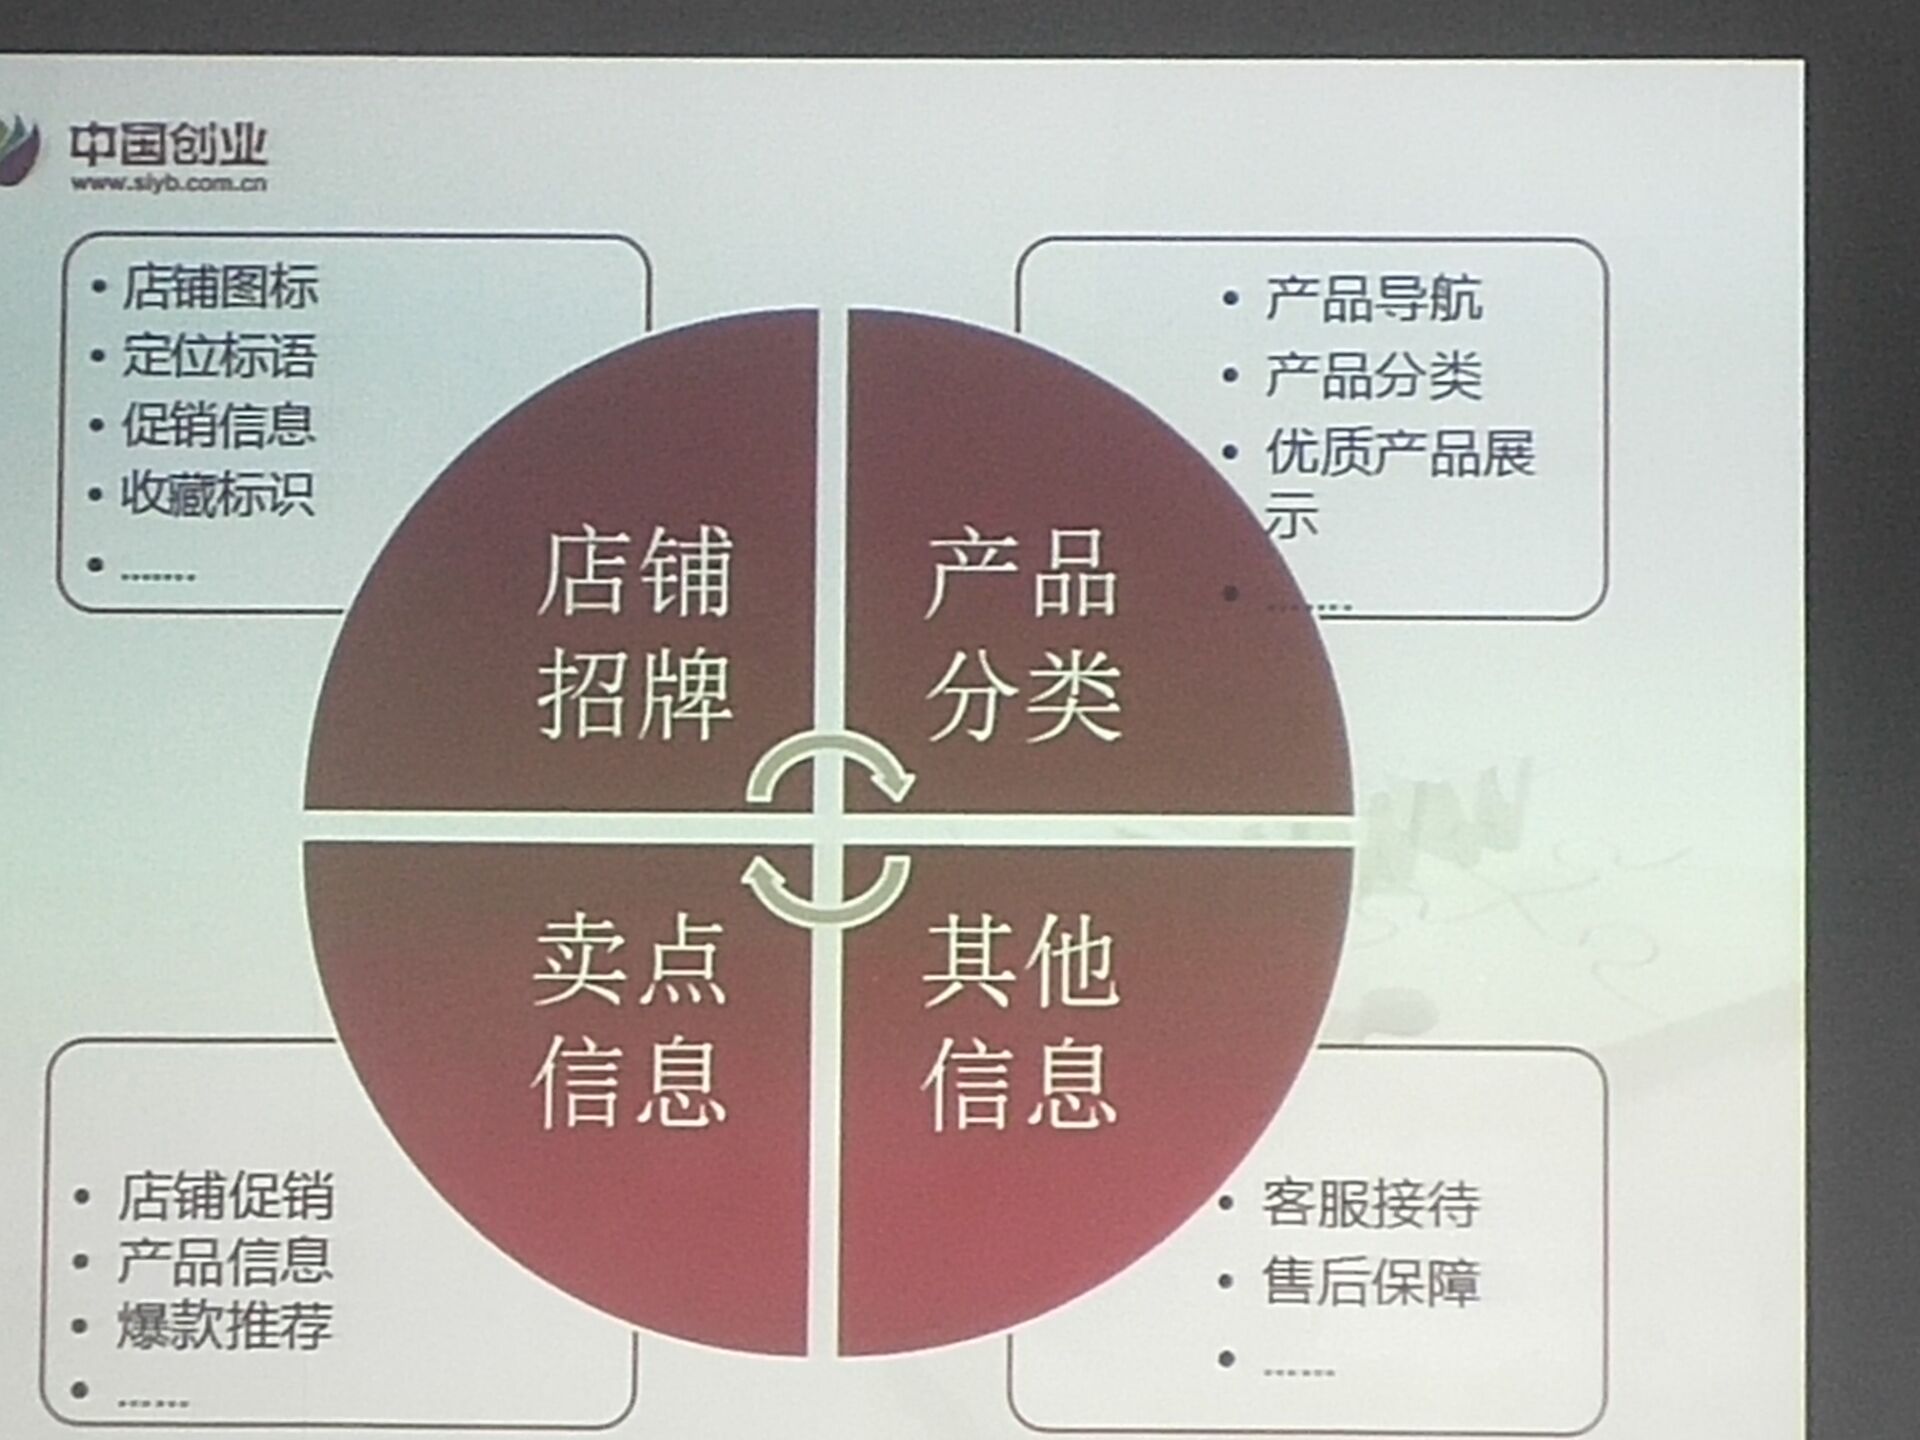 中国创业
www.siyb.com.cn
• 店铺图标
• 定位标语
• 促销信息
• 收藏标识
• ......
• 产品导航
• 产品分类
• 优质产品展
示
• ......
店铺
招牌
产品
分类
卖点
信息
其他
信息
• 店铺促销
• 产品信息
• 爆款推荐
• ......
• 客服接待
• 售后保障
• ......